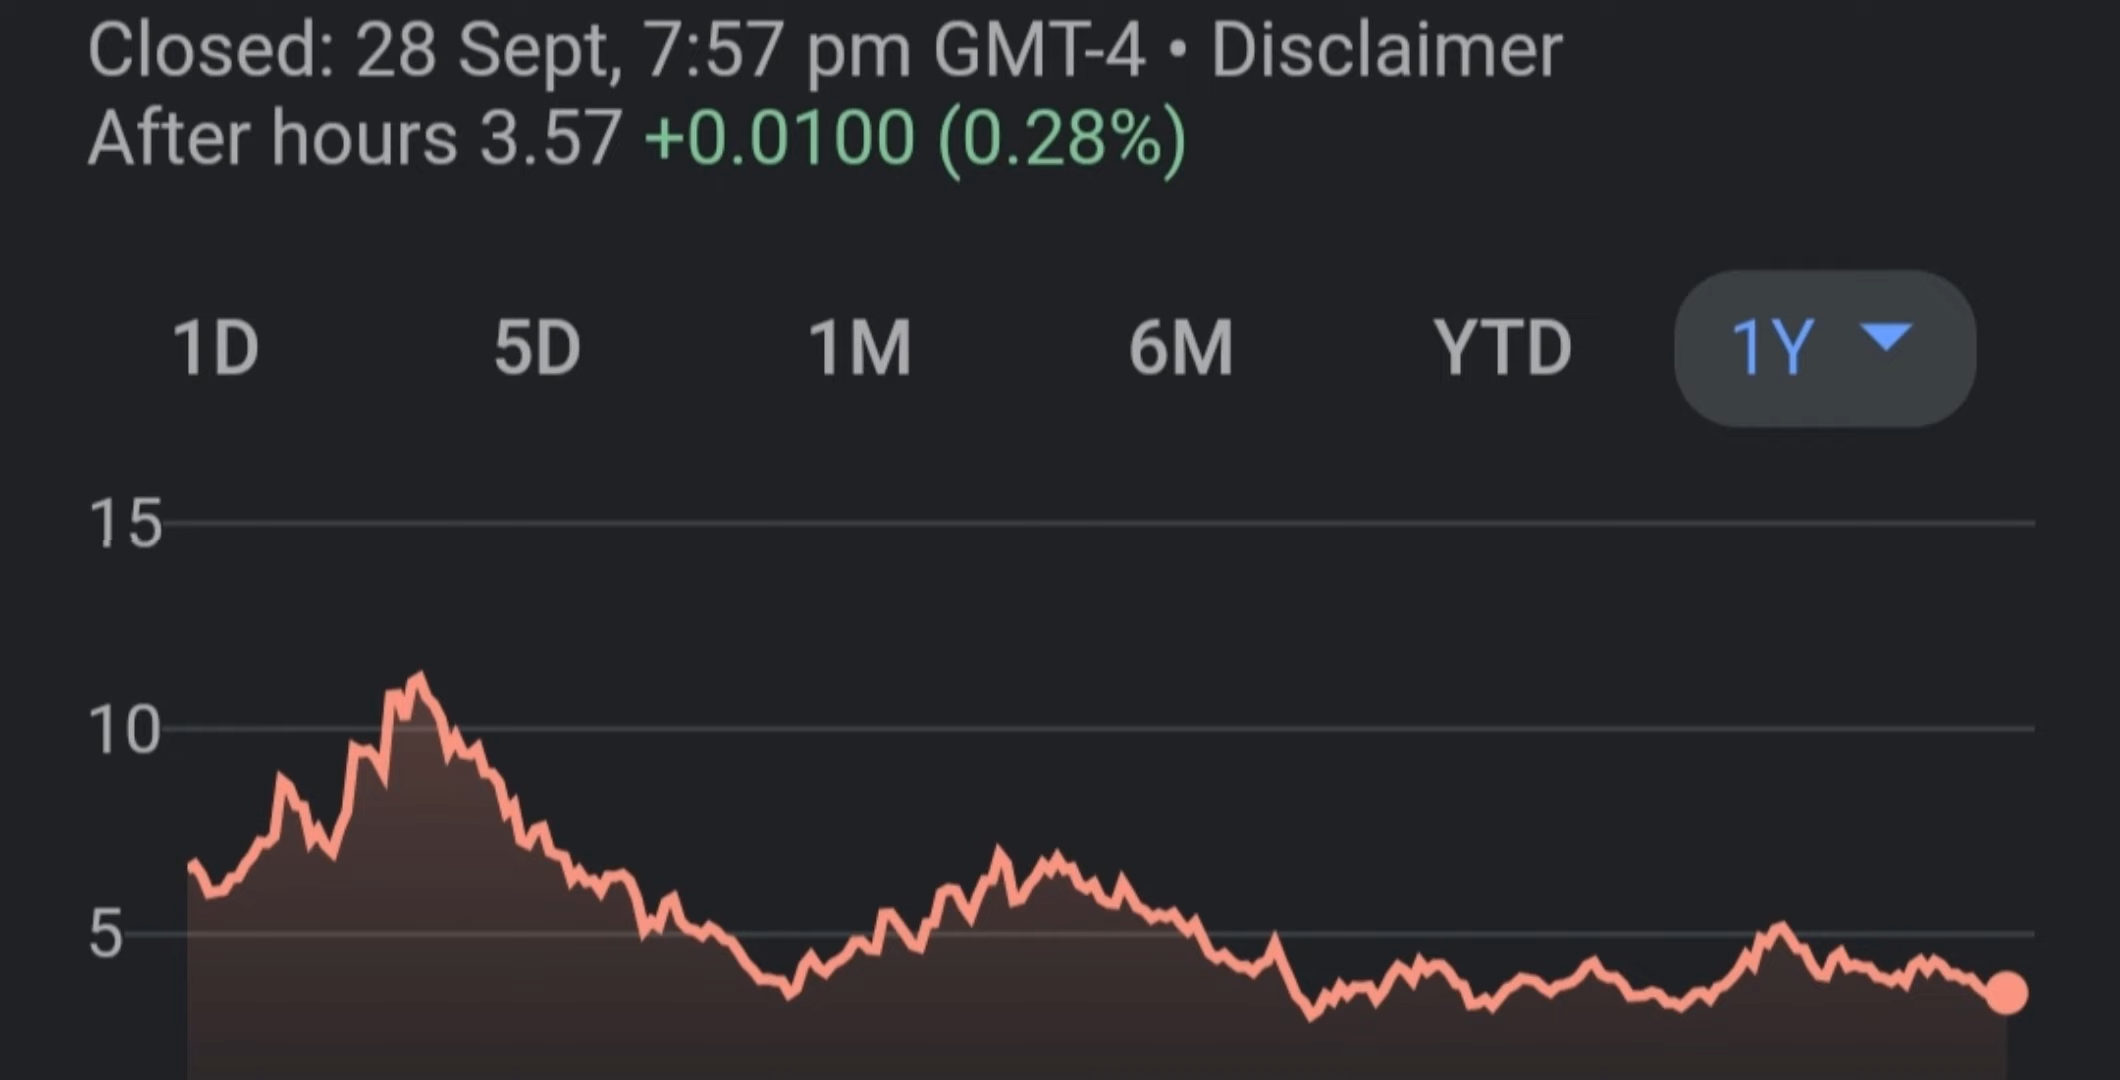 Closed: 28 Sept, 7:57 pm GMT-4 • Disclaimer
After hours 3.57 +0.0100 (0.28%)
1D 5D 1M 6M YTD 1Y
15
10
5